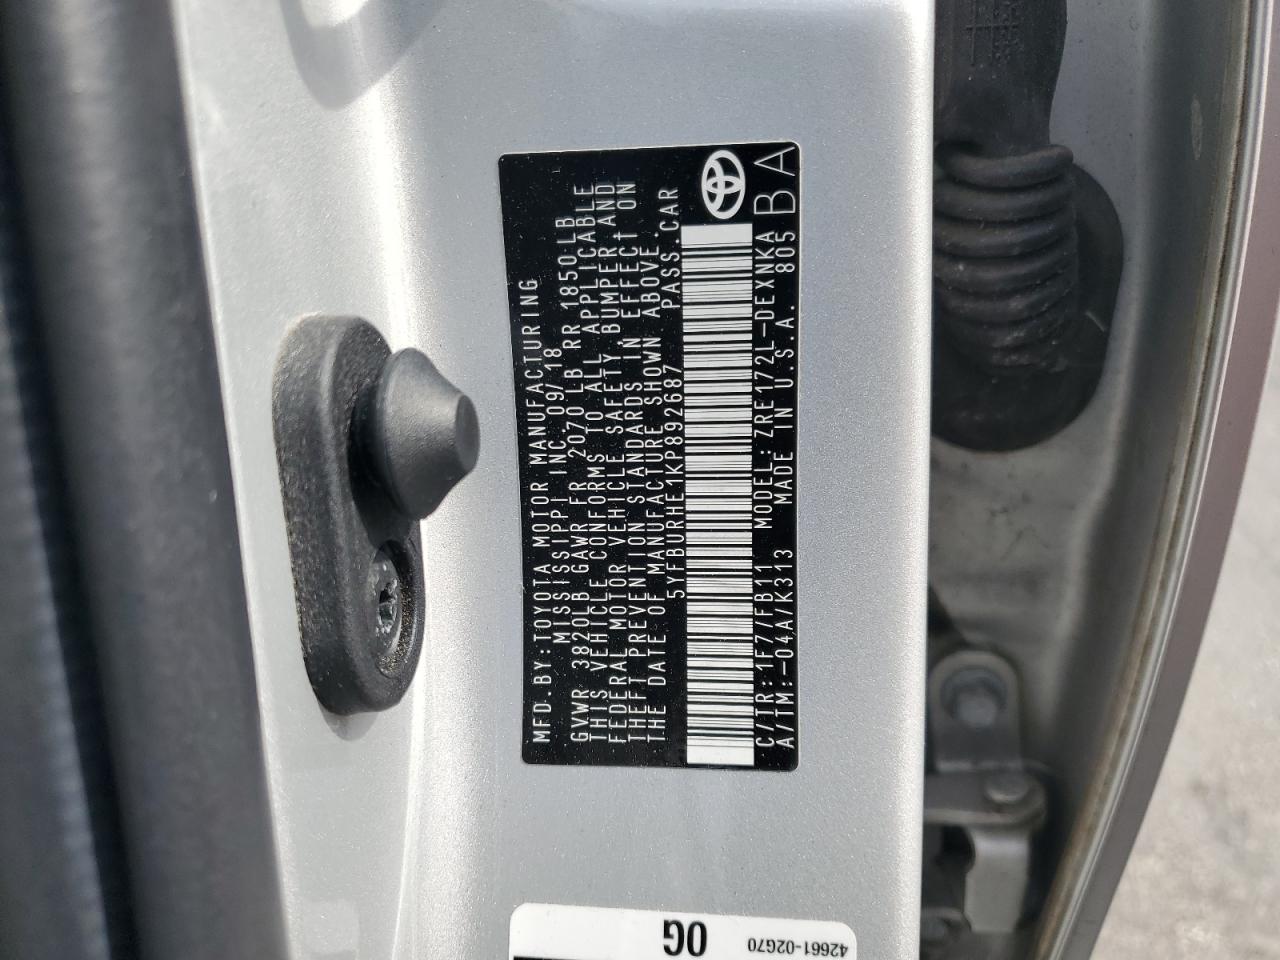 MFD.BY:TOYOTA MOTOR MANUFACTURING
MISSISSIPPI INC. 09/18
GVWR 3820LB GAWR FR 2070 LB RR 1850 LB
THIS VEHICLE CONFORMS TO ALL APPLICABLE
FEDERAL MOTOR VEHICLE SAFETY, BUMPER, AND
THEFT PREVENTION STANDARDS IN EFFECT ON
THE DATE OF MANUFACTURE SHOWN ABOVE.
5YFBURHE1KP892687 PASS.CAR
C/TR:1F7/FB11 MODEL:ZRE172L-DEXNKA
A/TM:-04A/K313 MADE IN U.S.A. 805
BA
0G
42661-02G70